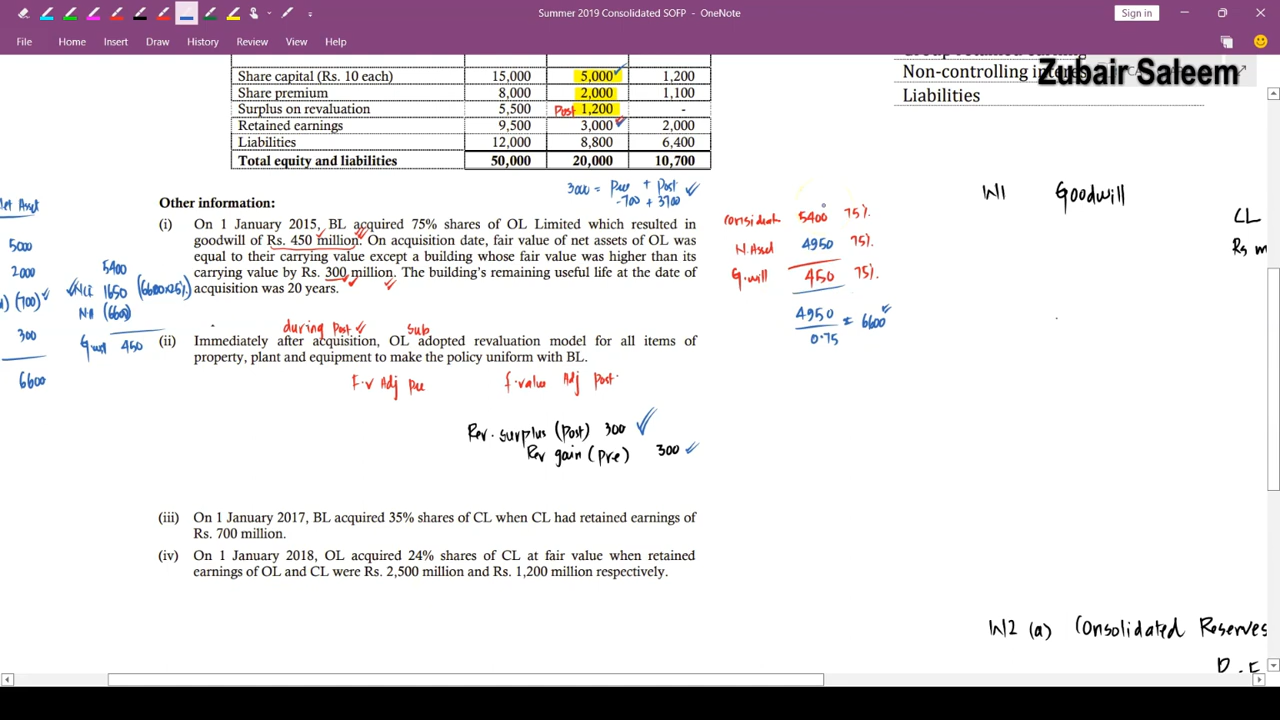 Summer 2019 Consolidated SOFP - OneNote
Sign in
File Home Insert Draw History Review View Help
Zubair Saleem
Non-controlling interes
Liabilities
Share capital (Rs. 10 each) 15,000 5,000 1,200
Share premium 8,000 2,000 1,100
Surplus on revaluation 5,500 Post 1,200 -
Retained earnings 9,500 3,000 2,000
Liabilities 12,000 8,800 6,400
Total equity and liabilities 50,000 20,000 10,700
3000 = Pre + Post
-700 + 3700
Other information:
(i) On 1 January 2015, BL acquired 75% shares of OL Limited which resulted in
goodwill of Rs. 450 million. On acquisition date, fair value of net assets of OL was
equal to their carrying value except a building whose fair value was higher than its
carrying value by Rs. 300 million. The building's remaining useful life at the date of
acquisition was 20 years.
during post sub
(ii) Immediately after acquisition, OL adopted revaluation model for all items of
property, plant and equipment to make the policy uniform with BL.
F.v Adj pre f.value Adj post
Rev. surplus (post) 300
Rev gain (pre) 300
(iii) On 1 January 2017, BL acquired 35% shares of CL when CL had retained earnings of
Rs. 700 million.
(iv) On 1 January 2018, OL acquired 24% shares of CL at fair value when retained
earnings of OL and CL were Rs. 2,500 million and Rs. 1,200 million respectively.
Net Asset
5000
2000
(700)
300
6600
5400
NCI 1650 (6600x25%)
NA (6600)
G.will 450
considerat 5400 75%
N.Asset 4950 75%
G.will 450 75%
4950
0.75
= 6600
W1 Goodwill
CL
Rs m
W2 (a) Consolidated Reserves